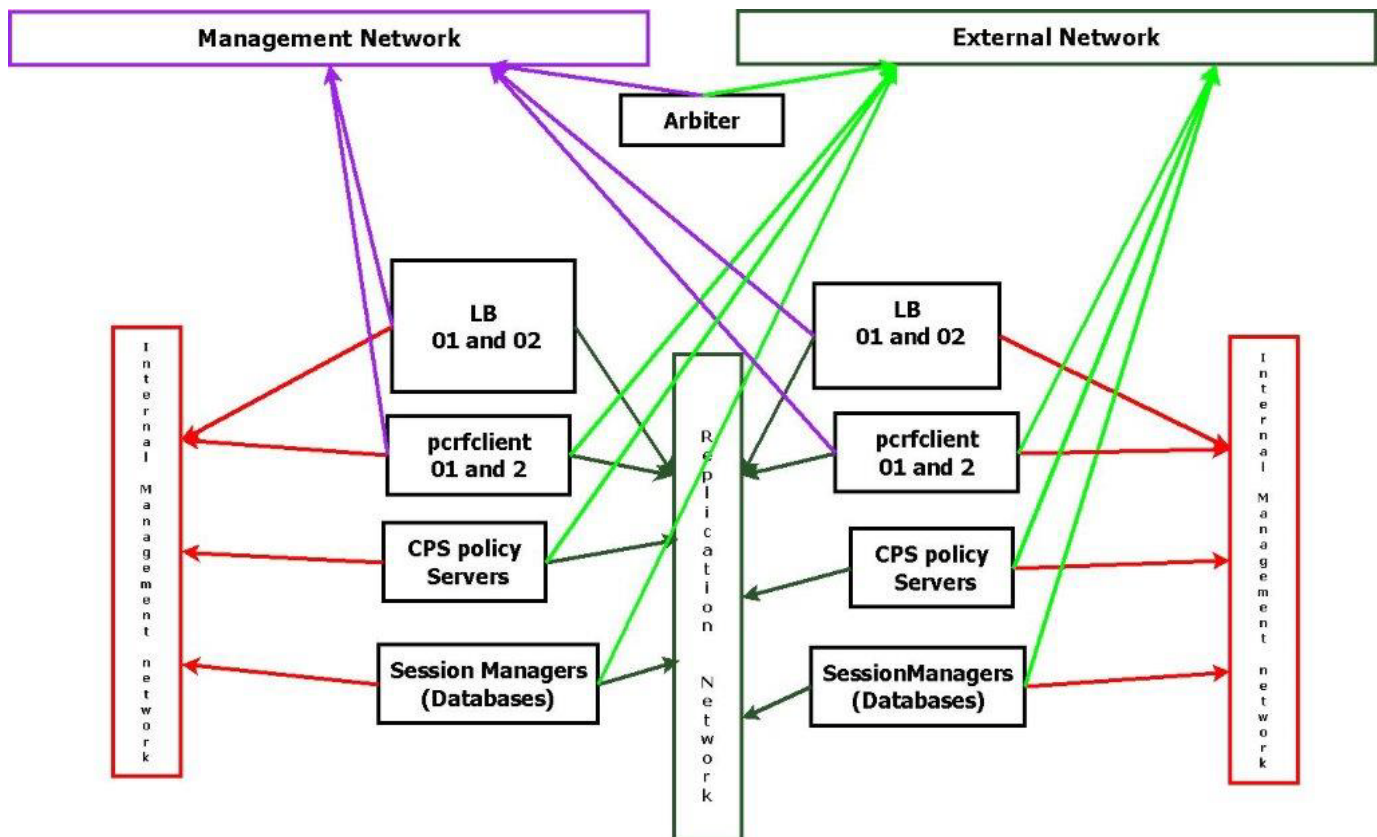 Management Network
External Network
Arbiter
LB
01 and 02
LB
01 and 02
Internal Management network
Replication Network
Internal Management network
pcrfclient
01 and 2
pcrfclient
01 and 2
CPS policy
Servers
CPS policy
Servers
Session Managers
(Databases)
SessionManagers
(Databases)